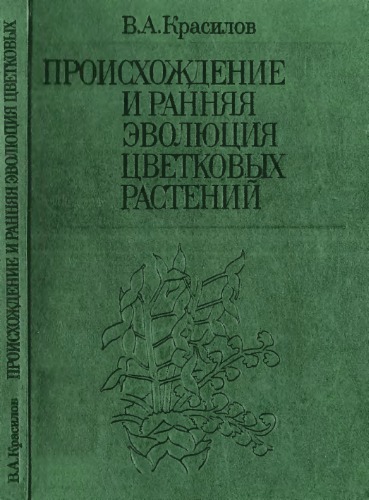 В.А.Красилов
ПРОИСХОЖДЕНИЕ
И РАННЯЯ
ЭВОЛЮЦИЯ
ЦВЕТКОВЫХ
РАСТЕНИЙ
В.А.Красилов ПРОИСХОЖДЕНИЕ И РАННЯЯ ЭВОЛЮЦИЯ ЦВЕТКОВЫХ